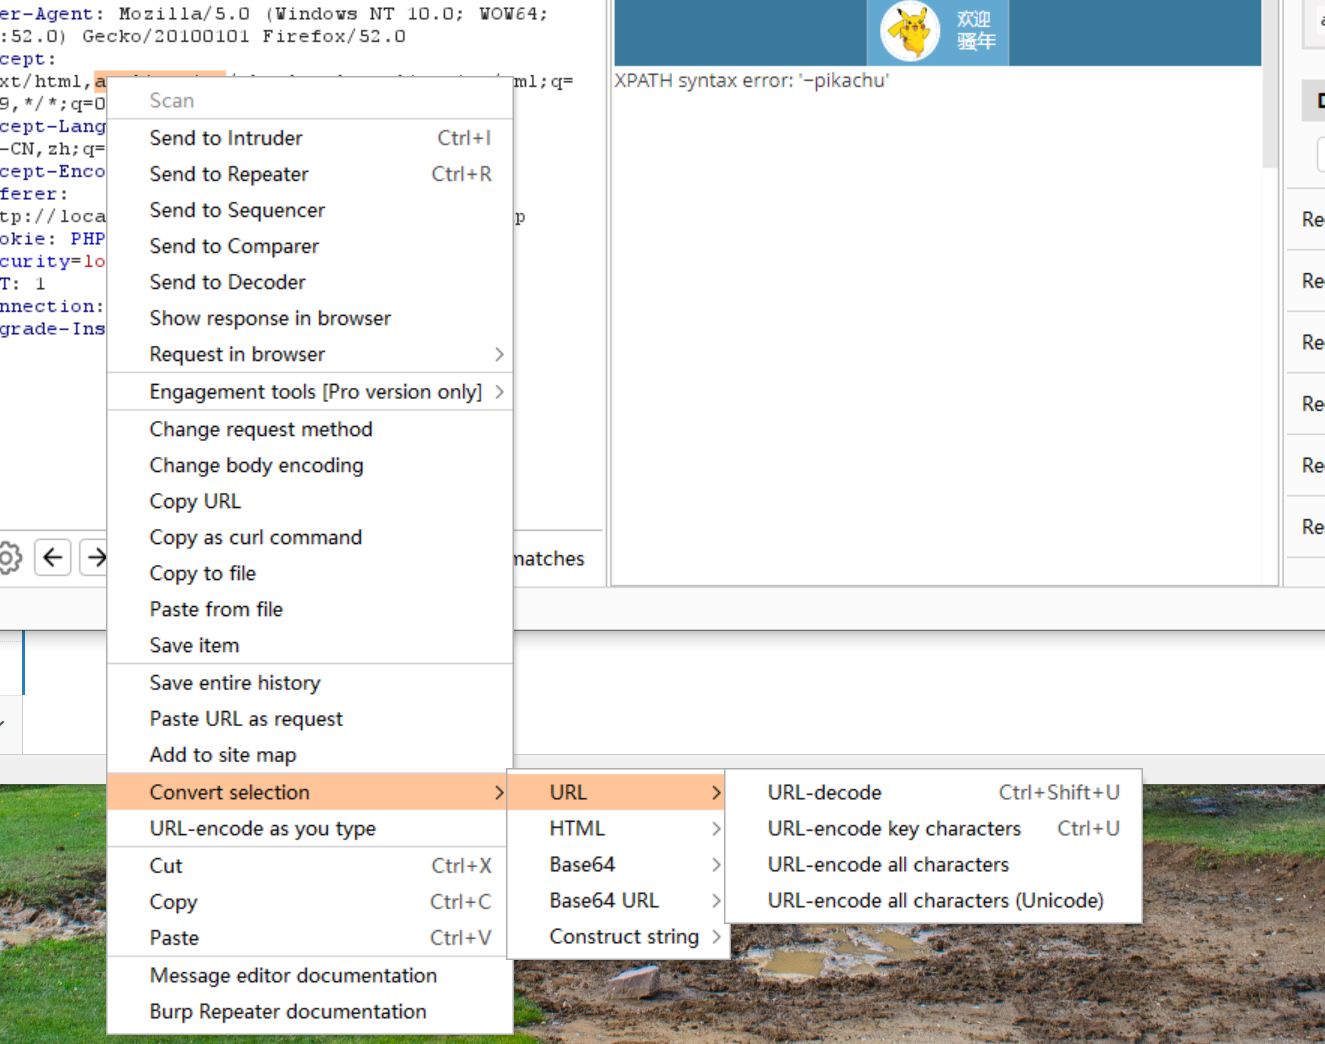 er-Agent: Mozilla/5.0 (Windows NT 10.0; WOW64;
:52.0) Gecko/20100101 Firefox/52.0
cept:
xt/html,a ml;q=
9,*/*;q=0
cept-Lang
-CN,zh;q=
cept-Enco
ferer:
tp://loca p
okie: PHP
curity=lo
T: 1
nnection:
grade-Ins
matches
欢迎
骚年
XPATH syntax error: '~pikachu'
Re
Re
Re
Re
Re
Re
Scan
Send to Intruder Ctrl+I
Send to Repeater Ctrl+R
Send to Sequencer
Send to Comparer
Send to Decoder
Show response in browser
Request in browser
Engagement tools [Pro version only]
Change request method
Change body encoding
Copy URL
Copy as curl command
Copy to file
Paste from file
Save item
Save entire history
Paste URL as request
Add to site map
Convert selection
URL-encode as you type
Cut Ctrl+X
Copy Ctrl+C
Paste Ctrl+V
Message editor documentation
Burp Repeater documentation
URL
HTML
Base64
Base64 URL
Construct string
URL-decode Ctrl+Shift+U
URL-encode key characters Ctrl+U
URL-encode all characters
URL-encode all characters (Unicode)